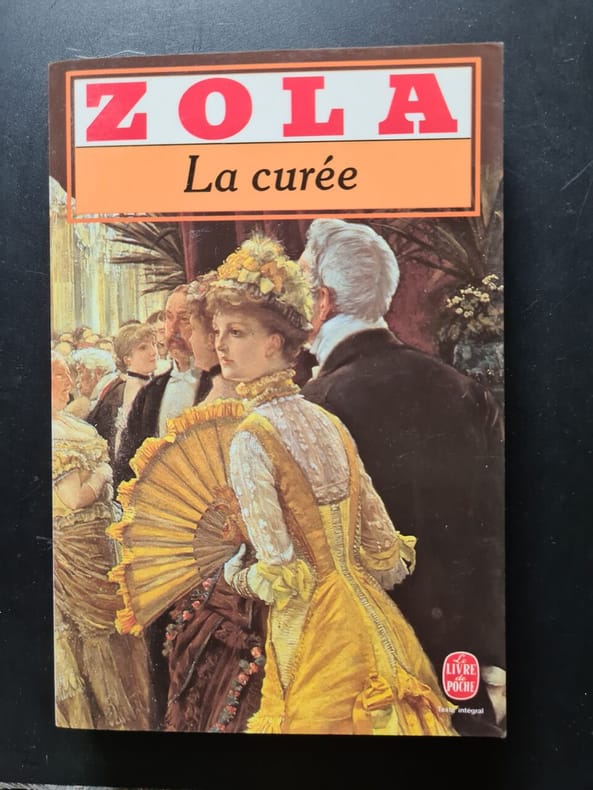 ZOLA
La curée
Le
LIVRE
de
POCHE
texte intégral